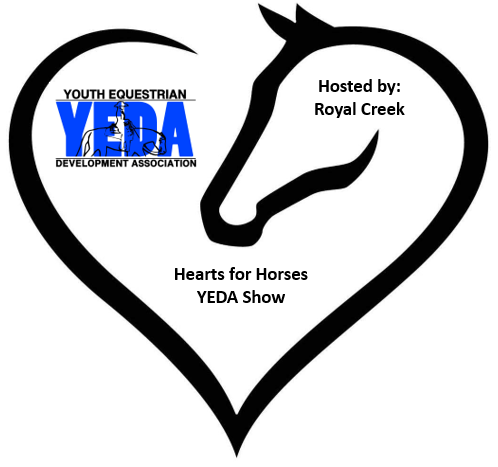 YOUTH EQUESTRIAN
YEDA
DEVELOPMENT ASSOCIATION
Hosted by:
Royal Creek
Hearts for Horses
YEDA Show